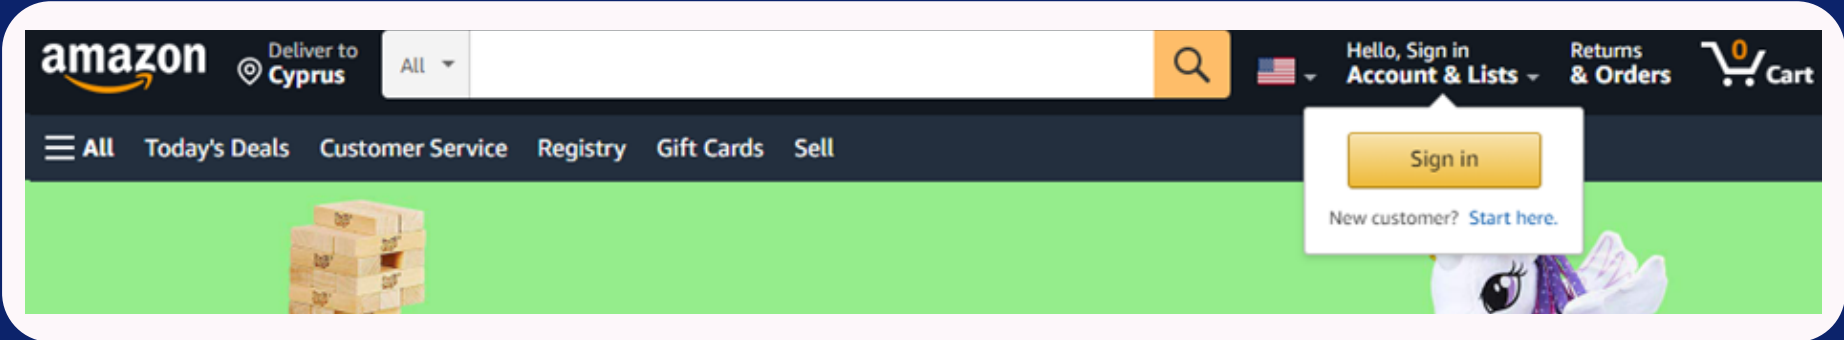 amazon
Deliver to
Cyprus
All
Hello, Sign in
Account & Lists
Returns
& Orders
0
Cart
All
Today's Deals
Customer Service
Registry
Gift Cards
Sell
Sign in
New customer? Start here.